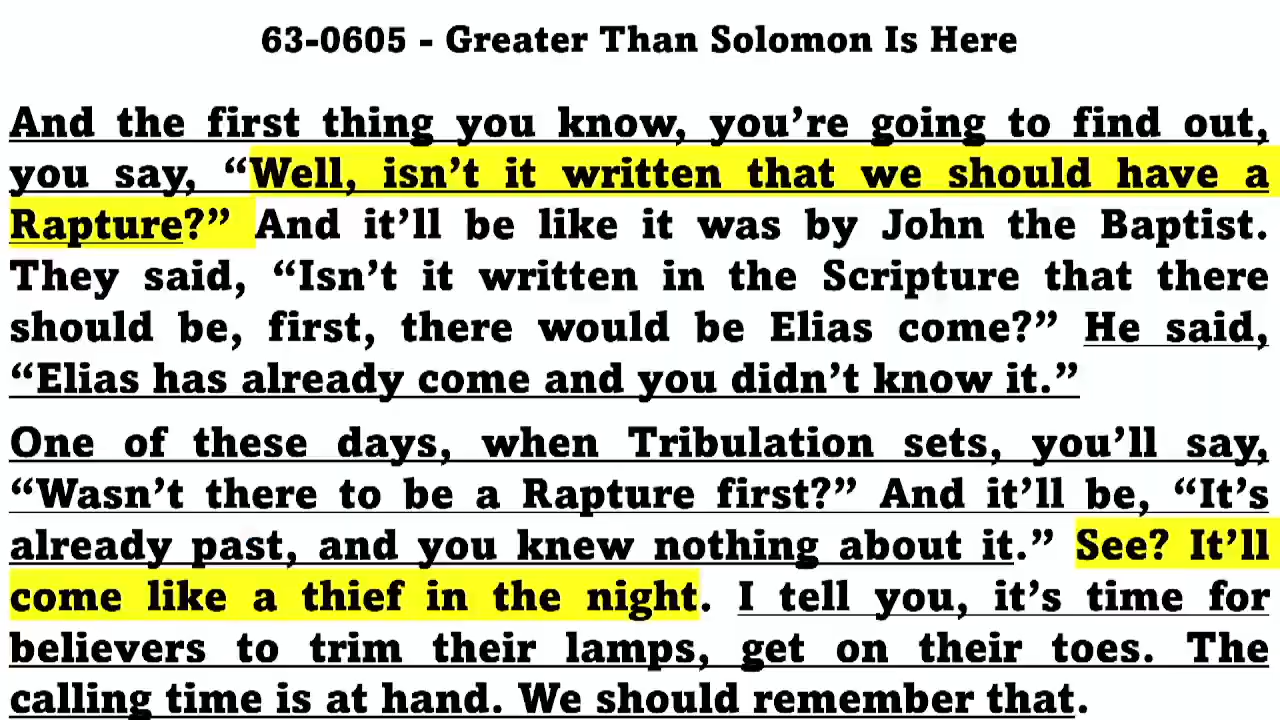 63-0605 - Greater Than Solomon Is Here
And the first thing you know, you’re going to find out,
you say, “Well, isn’t it written that we should have a
Rapture?” And it’ll be like it was by John the Baptist.
They said, “Isn’t it written in the Scripture that there
should be, first, there would be Elias come?” He said,
“Elias has already come and you didn’t know it.”
One of these days, when Tribulation sets, you’ll say,
“Wasn’t there to be a Rapture first?” And it’ll be, “It’s
already past, and you knew nothing about it.” See? It’ll
come like a thief in the night. I tell you, it’s time for
believers to trim their lamps, get on their toes. The
calling time is at hand. We should remember that.